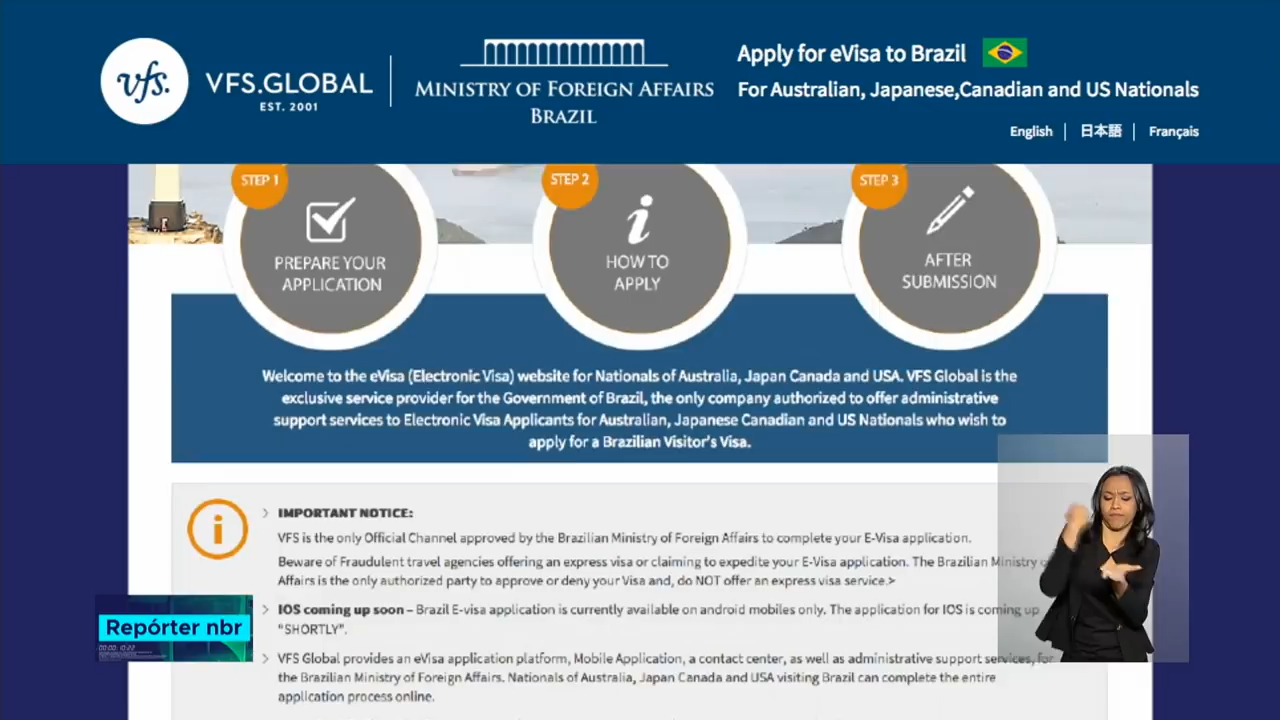 vfs.
VFS.GLOBAL
EST. 2001
MINISTRY OF FOREIGN AFFAIRS
BRAZIL
Apply for eVisa to Brazil
For Australian, Japanese,Canadian and US Nationals
English
日本語
Français
STEP 1
PREPARE YOUR
APPLICATION
STEP 2
HOW TO
APPLY
STEP 3
AFTER
SUBMISSION
Welcome to the eVisa (Electronic Visa) website for Nationals of Australia, Japan Canada and USA. VFS Global is the
exclusive service provider for the Government of Brazil, the only company authorized to offer administrative
support services to Electronic Visa Applicants for Australian, Japanese Canadian and US Nationals who wish to
apply for a Brazilian Visitor's Visa.
IMPORTANT NOTICE:
VFS is the only Official Channel approved by the Brazilian Ministry of Foreign Affairs to complete your E-Visa application.
Beware of Fraudulent travel agencies offering an express visa or claiming to expedite your E-Visa application. The Brazilian Ministry of
Affairs is the only authorized party to approve or deny your Visa and, do NOT offer an express visa service.>
IOS coming up soon – Brazil E-visa application is currently available on android mobiles only. The application for IOS is coming up
"SHORTLY".
VFS Global provides an eVisa application platform, Mobile Application, a contact center, as well as administrative support services, for
the Brazilian Ministry of Foreign Affairs. Nationals of Australia, Japan Canada and USA visiting Brazil can complete the entire
application process online.
Repórter nbr